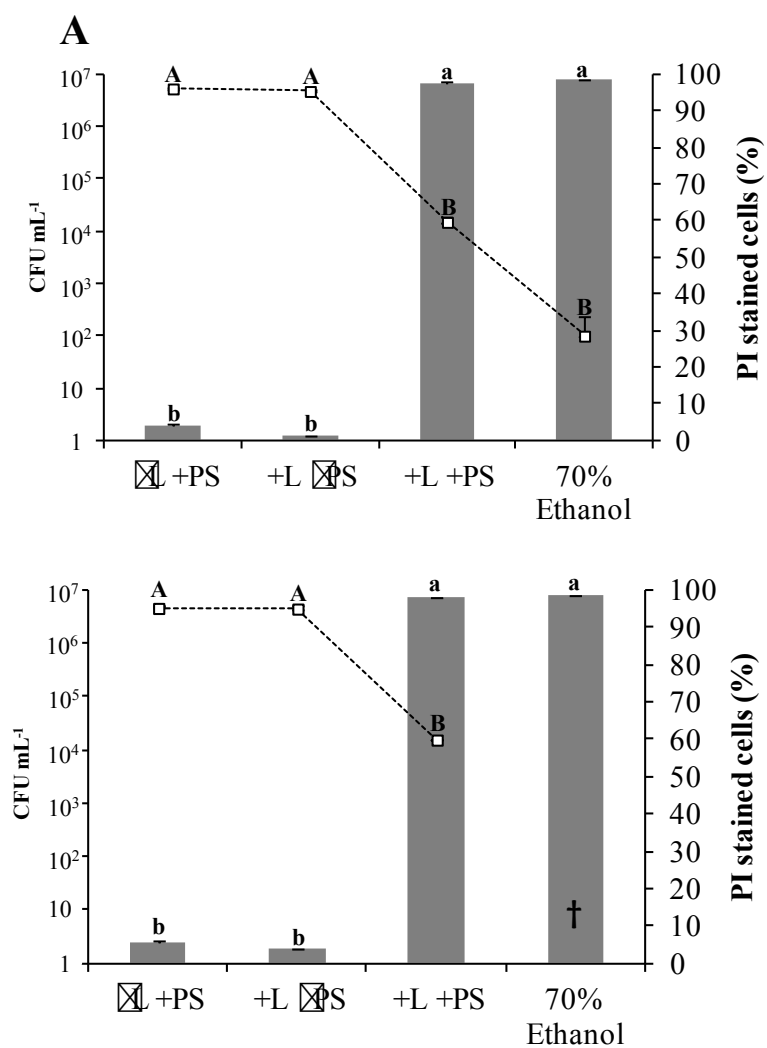 A
A A a a
10⁷ 100
90
10⁶ 80
10⁵ 70
B
10⁴ 60
50
10³ 40
B
10² 30
20
10 10
b b
1 0
CFU mL⁻¹
PI stained cells (%)
L +PS +L PS +L +PS 70%
Ethanol
A A a a
10⁷ 100
90
10⁶ 80
10⁵ 70
B
10⁴ 60
50
10³ 40
30
10² 20
10 † 10
b b
1 0
CFU mL⁻¹
PI stained cells (%)
L +PS +L PS +L +PS 70%
Ethanol